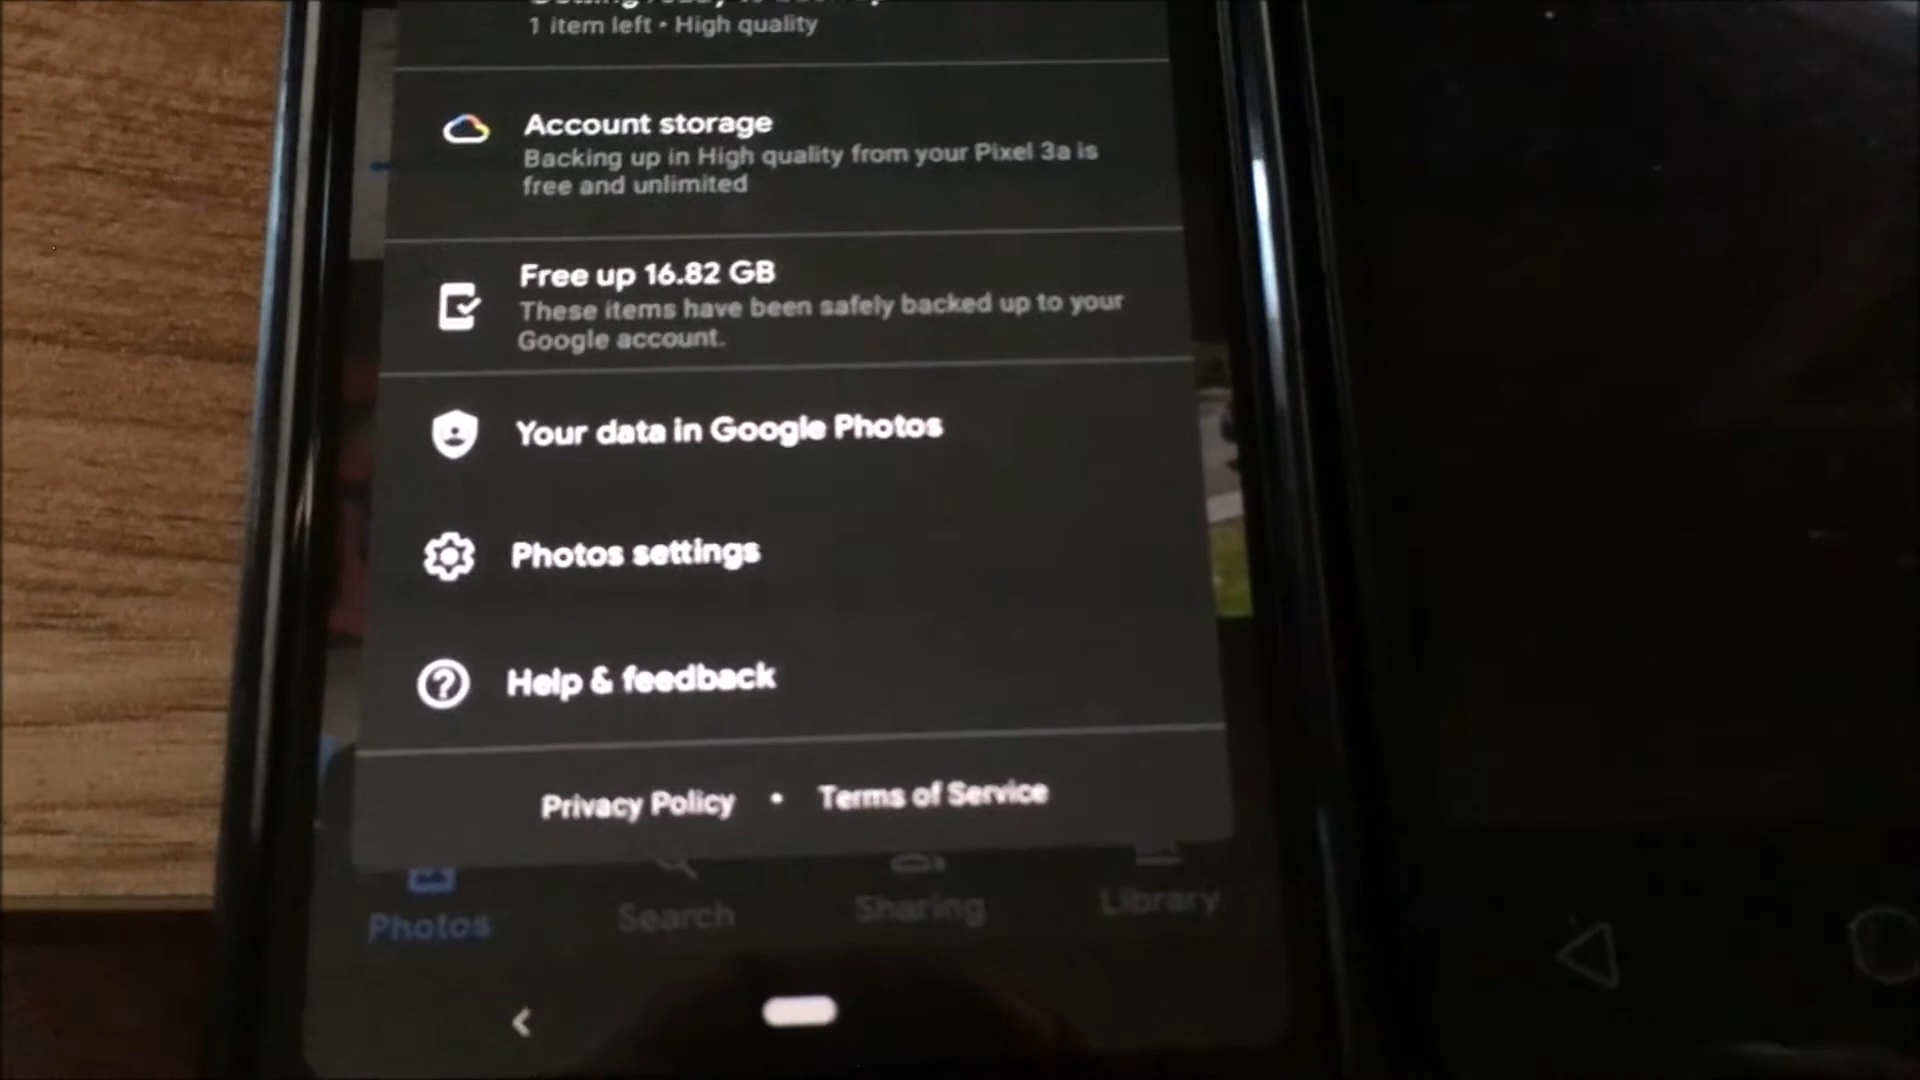 1 item left • High quality
Account storage
Backing up in High quality from your Pixel 3a is
free and unlimited
Free up 16.82 GB
These items have been safely backed up to your
Google account.
Your data in Google Photos
Photos settings
Help & feedback
Privacy Policy • Terms of Service
Photos Search Sharing Library